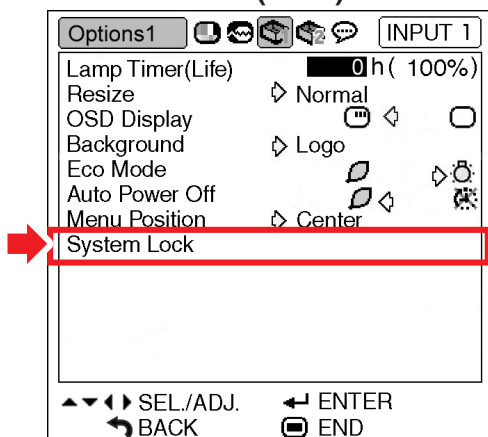 Options1 INPUT 1
Lamp Timer(Life) 0 h ( 100%)
Resize Normal
OSD Display
Background Logo
Eco Mode
Auto Power Off
Menu Position Center
System Lock
SEL./ADJ. ENTER
BACK END